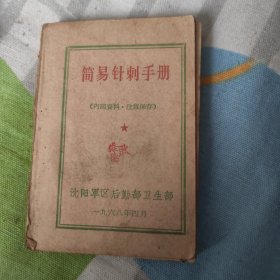 简易针刺手册
《内部资料·注意保存》
沈阳军区后勤部卫生部
一九六八年四月